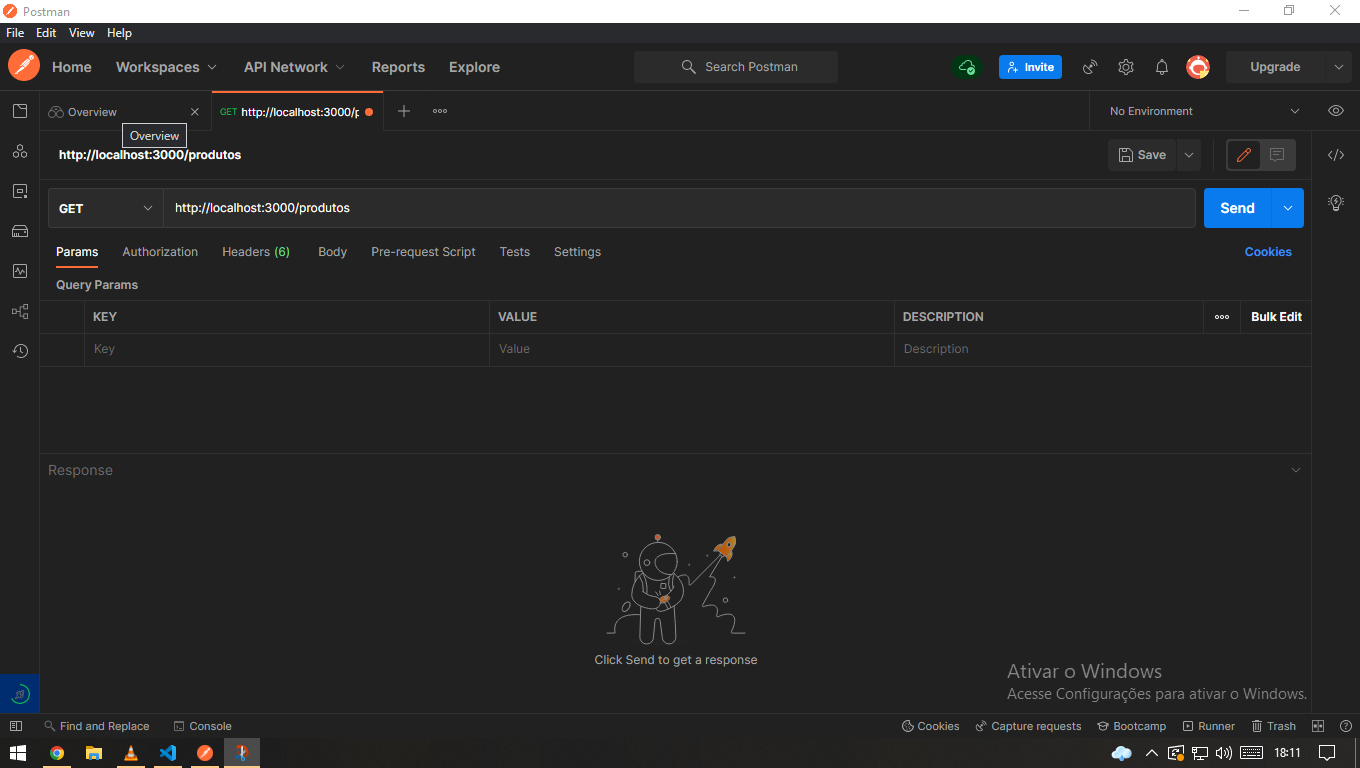 Postman
File Edit View Help
Home Workspaces API Network Reports Explore Search Postman Invite Upgrade
Overview GET http://localhost:3000/p No Environment
Overview
http://localhost:3000/produtos Save
GET http://localhost:3000/produtos Send
Params Authorization Headers (6) Body Pre-request Script Tests Settings Cookies
Query Params
KEY VALUE DESCRIPTION Bulk Edit
Key Value Description
Response
Click Send to get a response
Ativar o Windows
Acesse Configurações para ativar o Windows.
Find and Replace Console Cookies Capture requests Bootcamp Runner Trash
18:11